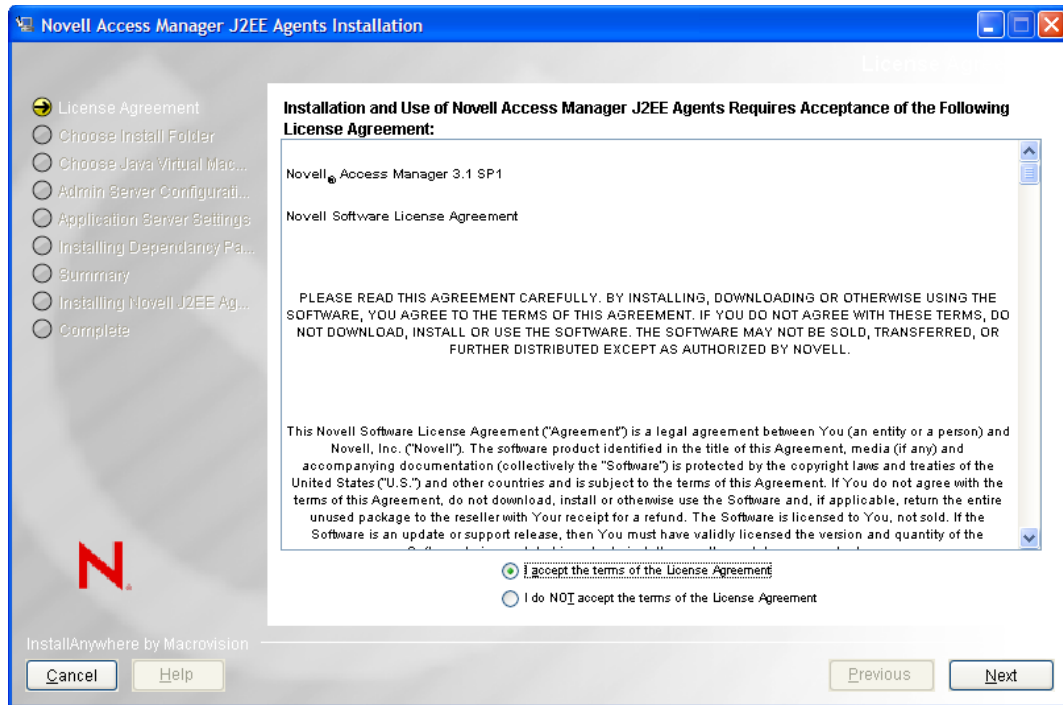 Novell Access Manager J2EE Agents Installation
License
License Agreement
Choose Install Folder
Choose Java Virtual Mac...
Admin Server Configurati...
Application Server Settings
Installing Dependancy Pa...
Summary
Installing Novell J2EE Ag...
Complete
Installation and Use of Novell Access Manager J2EE Agents Requires Acceptance of the Following
License Agreement:
Novell® Access Manager 3.1 SP1
Novell Software License Agreement
PLEASE READ THIS AGREEMENT CAREFULLY. BY INSTALLING, DOWNLOADING OR OTHERWISE USING THE
SOFTWARE, YOU AGREE TO THE TERMS OF THIS AGREEMENT. IF YOU DO NOT AGREE WITH THESE TERMS, DO
NOT DOWNLOAD, INSTALL OR USE THE SOFTWARE. THE SOFTWARE MAY NOT BE SOLD, TRANSFERRED, OR
FURTHER DISTRIBUTED EXCEPT AS AUTHORIZED BY NOVELL.
This Novell Software License Agreement ("Agreement") is a legal agreement between You (an entity or a person) and
Novell, Inc. ("Novell"). The software product identified in the title of this Agreement, media (if any) and
accompanying documentation (collectively the "Software") is protected by the copyright laws and treaties of the
United States ("U.S.") and other countries and is subject to the terms of this Agreement. If You do not agree with the
terms of this Agreement, do not download, install or otherwise use the Software and, if applicable, return the entire
unused package to the reseller with Your receipt for a refund. The Software is licensed to You, not sold. If the
Software is an update or support release, then You must have validly licensed the version and quantity of the
I accept the terms of the License Agreement
I do NOT accept the terms of the License Agreement
N
InstallAnywhere by Macrovision
Cancel
Help
Previous
Next